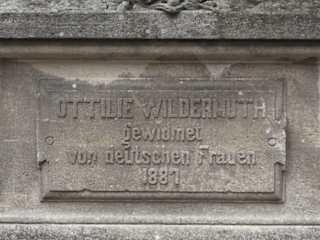 OTTILIE WILDERMUTH
gewidmet
von deutschen Frauen
1887